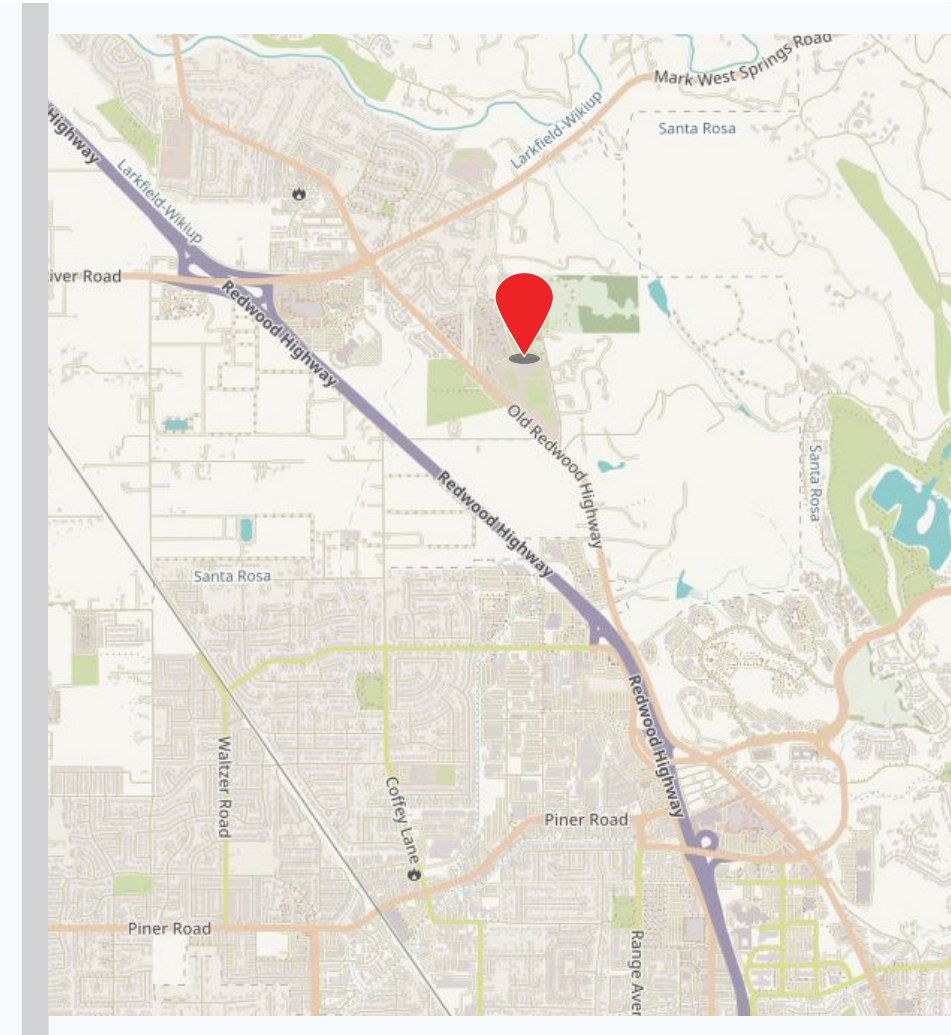 Mark West Springs Road
Highway
Santa Rosa
Larkfield-Wikiup
Larkfield-Wikiup
iver Road
Redwood Highway
Old Redwood Highway
Santa Rosa
Redwood Highway
Santa Rosa
Redwood Highway
Waltzer Road
Coffey Lane
Piner Road
Piner Road
Range Aver